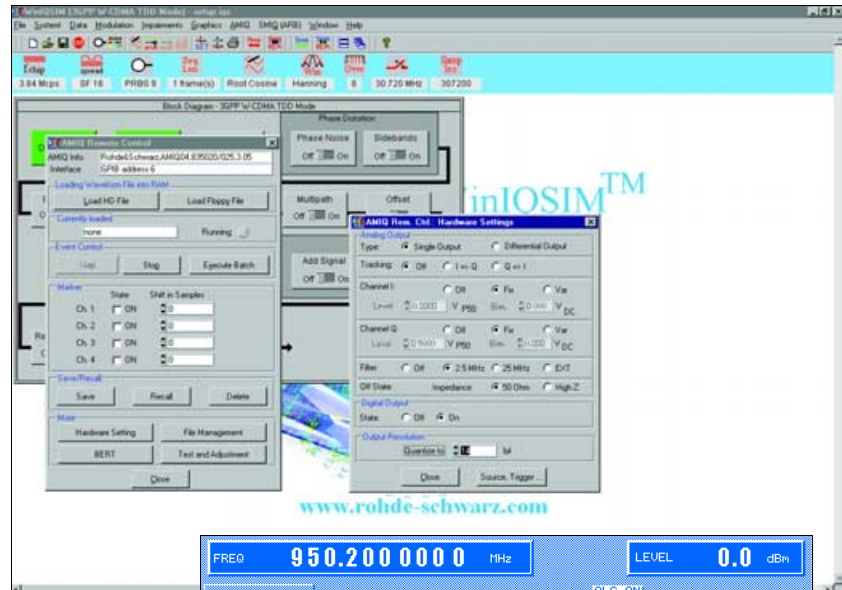 WinIQSIM [3GPP W-CDMA TDD Mode] - setup.iqs
File System Data Modulation Impairments Graphics AMIQ SMIQ (ARB) Window Help
3.84 Mcps SF 16 PRBS 9 1 frame(s) Root Cosine Hanning 8 30.720 MHz 307200
Block Diagram - 3GPP W-CDMA TDD Mode
Phase Distortion
Phase Noise Sidebands
Off On Off On
WinIQSIM™
Multipath Offset
Off On
Add Signal
Off On
AMIQ Remote Control
AMIQ Info: Rohde&Schwarz,AMIQ04,835020/025,3.05
Interface GPIB address 6
Loading Waveform File into RAM
Load HD File Load Floppy File
Currently loaded
none Running:
Event Control
Stop Execute Batch
Marker
State Shift in Samples
Ch. 1 ON 0
Ch. 2 ON 0
Ch. 3 ON 0
Ch. 4 ON 0
Save/Recall
Save Recall Delete
More
Hardware Setting File Management
BERT Test and Adjustment
Close
AMIQ Rem. Ctrl.: Hardware Settings
Analog Output
Type: Single Output Differential Output
Tracking: Off I => Q Q => I
Channel I: Off Fix Var
Level V P50 V DC
Channel Q: Off Fix Var
Level V P50 V DC
Filter: Off 2.5 MHz 25 MHz EXT
Off State: Impedance 50 Ohm High Z
Digital Output
State: Off On
Output Resolution
Quantize to: bit
Close Source, Trigger ...
www.rohde-schwarz.com
FREQ 950.200 000 0 MHz LEVEL 0.0 dBm